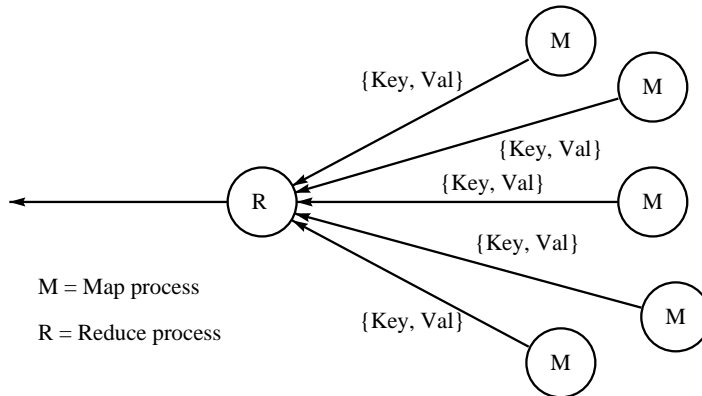 M
{Key, Val}
M
{Key, Val}
{Key, Val}
R
M
{Key, Val}
M = Map process
M
{Key, Val}
R = Reduce process
M